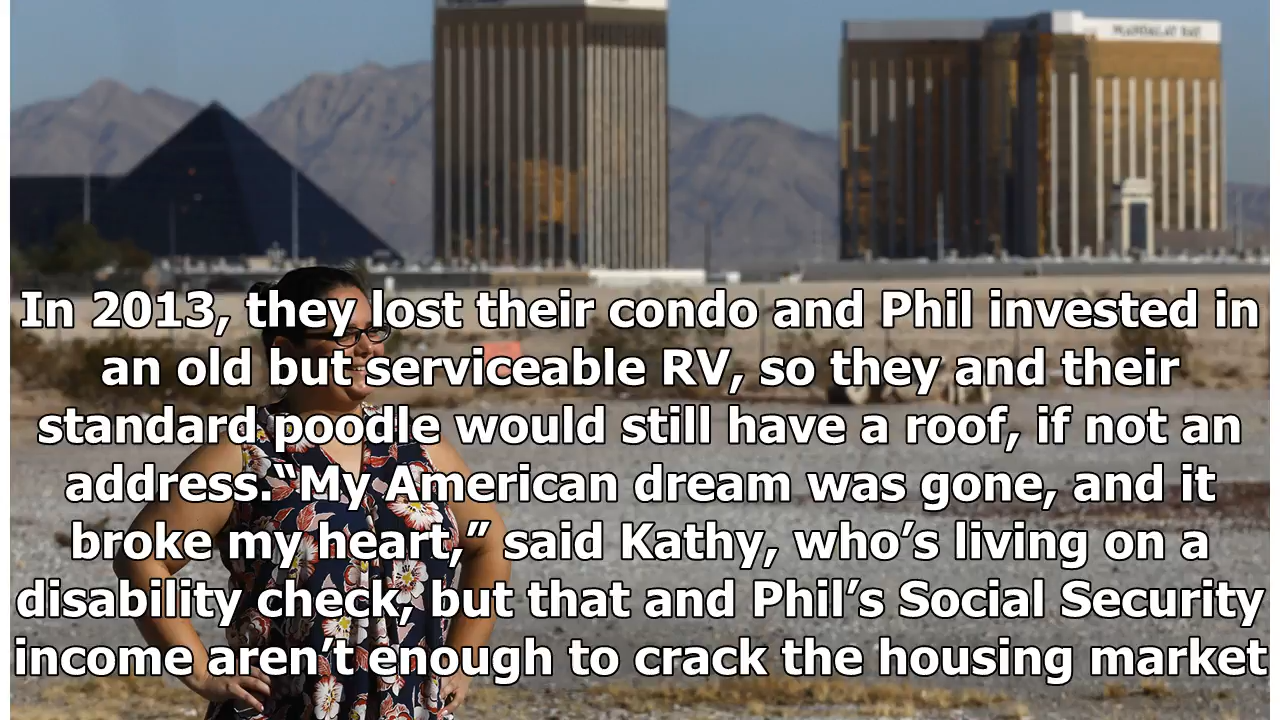 MANDALAY BAY
In 2013, they lost their condo and Phil invested in
an old but serviceable RV, so they and their
standard poodle would still have a roof, if not an
address. “My American dream was gone, and it
broke my heart,” said Kathy, who’s living on a
disability check, but that and Phil’s Social Security
income aren’t enough to crack the housing market